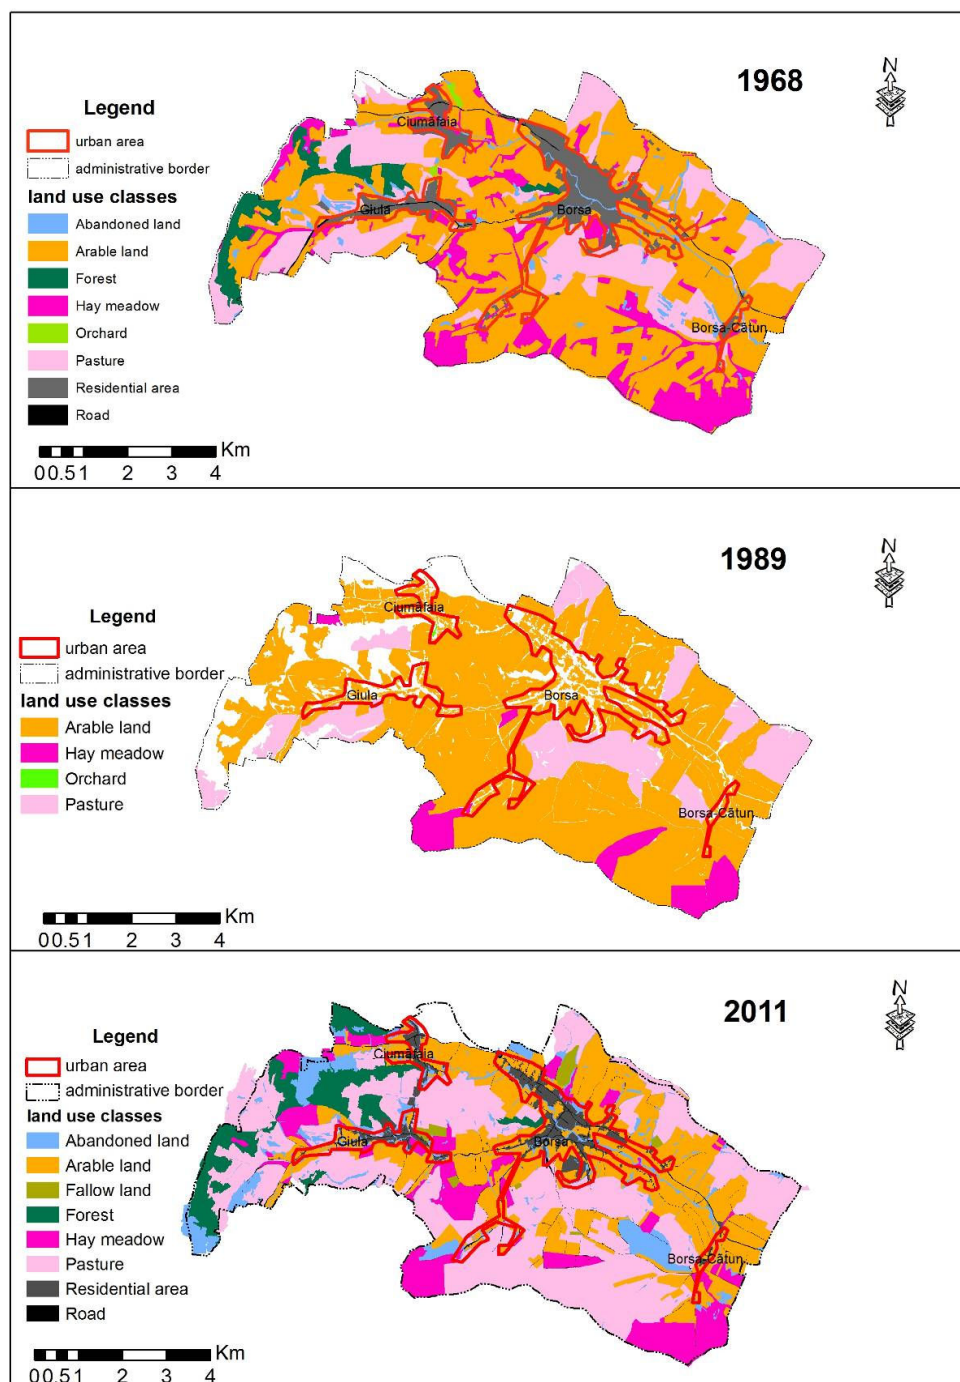 1968
N
Legend
urban area
administrative border
land use classes
Abandoned land
Arable land
Forest
Hay meadow
Orchard
Pasture
Residential area
Road
Ciumăfaia
Giula
Borsa
Borsa-Cătun
Km
0 0.5 1 2 3 4
1989
N
Legend
urban area
administrative border
land use classes
Arable land
Hay meadow
Orchard
Pasture
Ciumăfaia
Giula
Borsa
Borsa-Cătun
Km
0 0.5 1 2 3 4
2011
N
Legend
urban area
administrative border
land use classes
Abandoned land
Arable land
Fallow land
Forest
Hay meadow
Pasture
Residential area
Road
Ciumăfaia
Giula
Borsa
Borsa-Cătun
Km
0 0.5 1 2 3 4